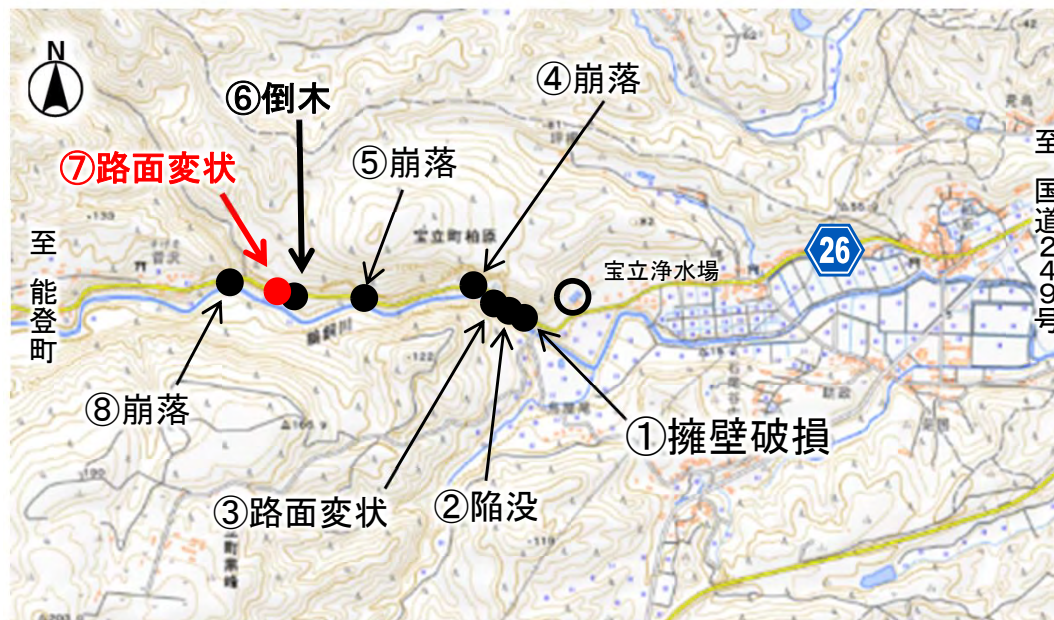 N
④崩落
⑥倒木
⑤崩落
⑦路面変状
至 国道249号
宝立町柏原
26
宝立浄水場
至 能登町
⑧崩落
①擁壁破損
③路面変状
②陥没